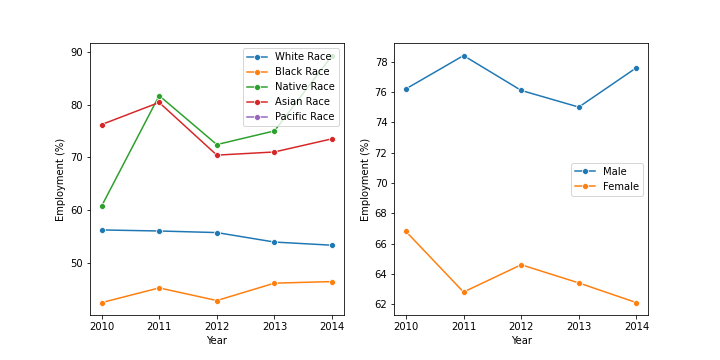 90
80
70
60
50
Employment (%)
2010 2011 2012 2013 2014
Year
White Race
Black Race
Native Race
Asian Race
Pacific Race
78
76
74
72
70
68
66
64
62
Employment (%)
2010 2011 2012 2013 2014
Year
Male
Female